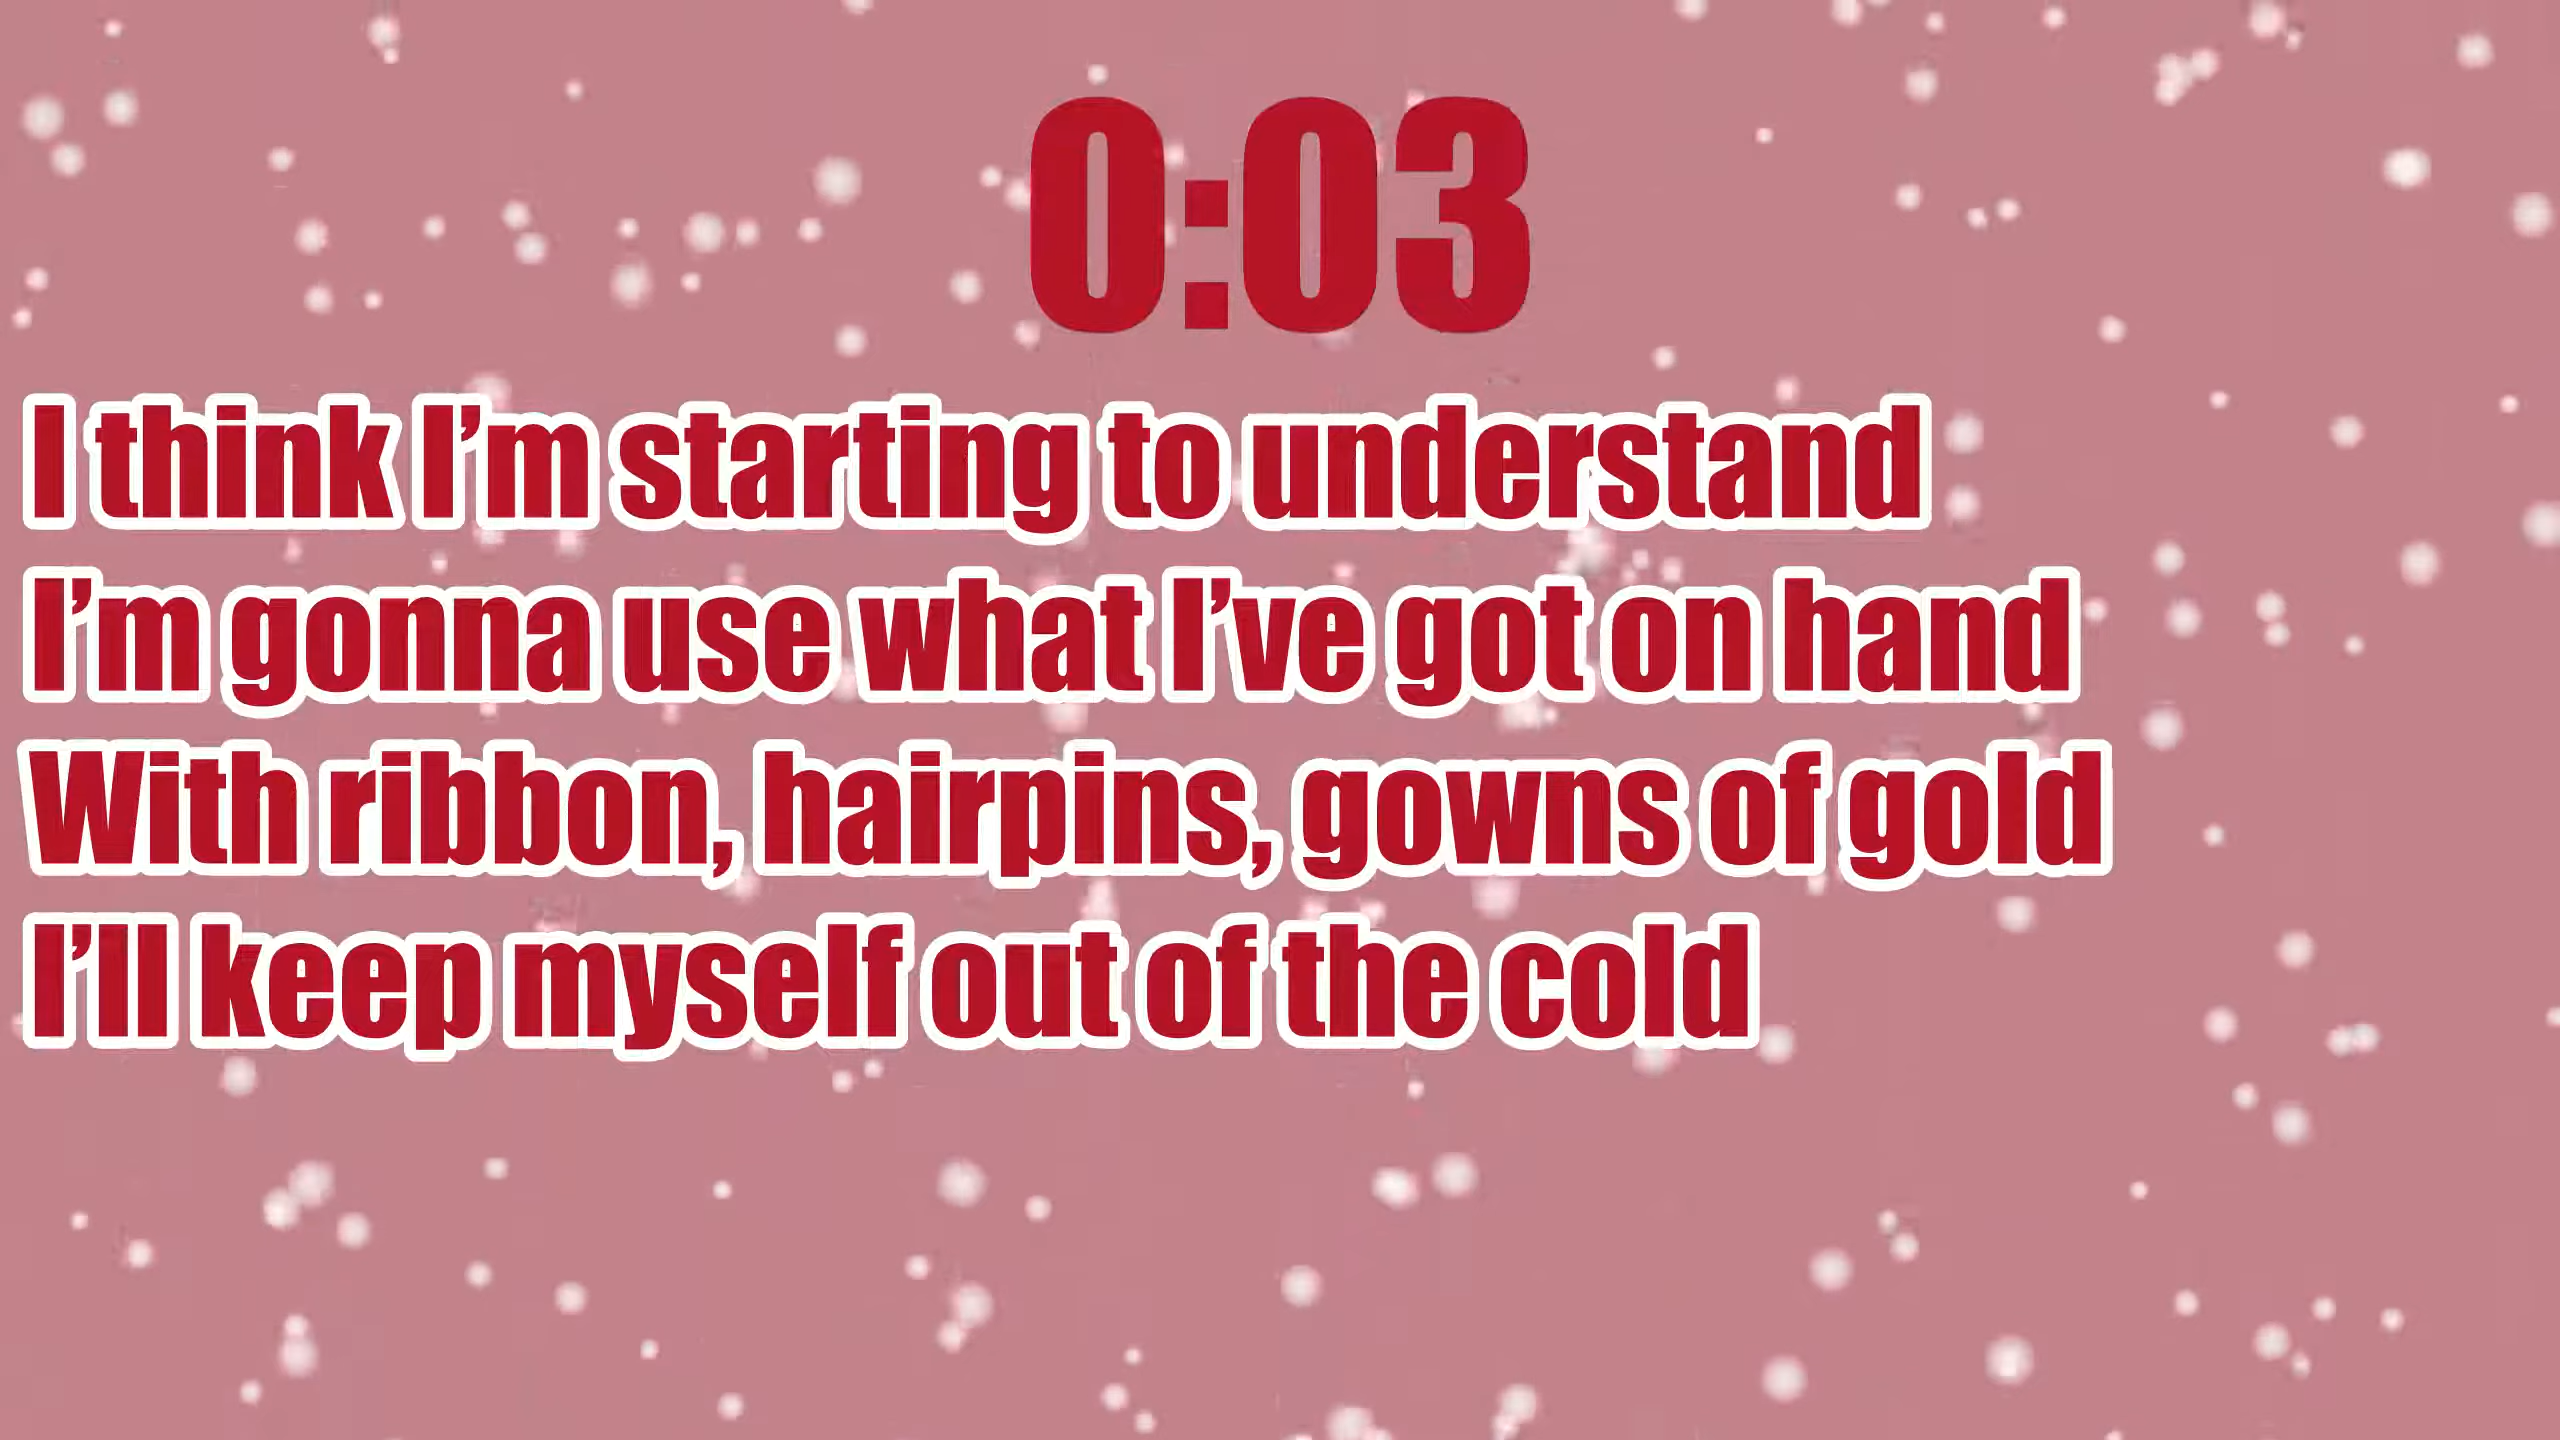 0:03
I think I’m starting to understand
I’m gonna use what I’ve got on hand
With ribbon, hairpins, gowns of gold
I’ll keep myself out of the cold